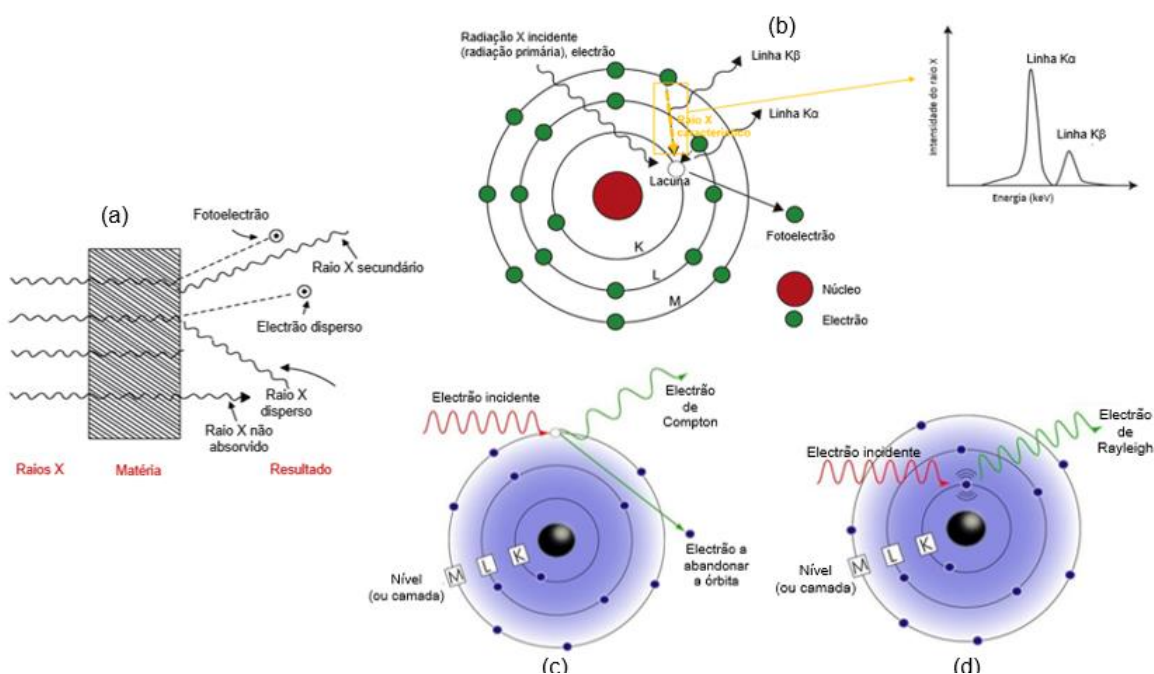 (a)
Fotoelectrão
Raio X
secundário
Electrão disperso
Raio X
disperso
Raio X não
absorvido
Raios X
Matéria
Resultado
(b)
Radiação X incidente
(radiação primária), electrão
Linha Kβ
Raio X
característico
Linha Kα
Lacuna
Fotoelectrão
K
L
M
Núcleo
Electrão
Intensidade do raio X
Linha Kα
Linha Kβ
Energia (keV)
Electrão incidente
Electrão
de
Compton
K
L
M
Nível
(ou camada)
Electrão a
abandonar
a órbita
(c)
Electrão incidente
Electrão
de
Rayleigh
K
L
M
Nível
(ou camada)
(d)